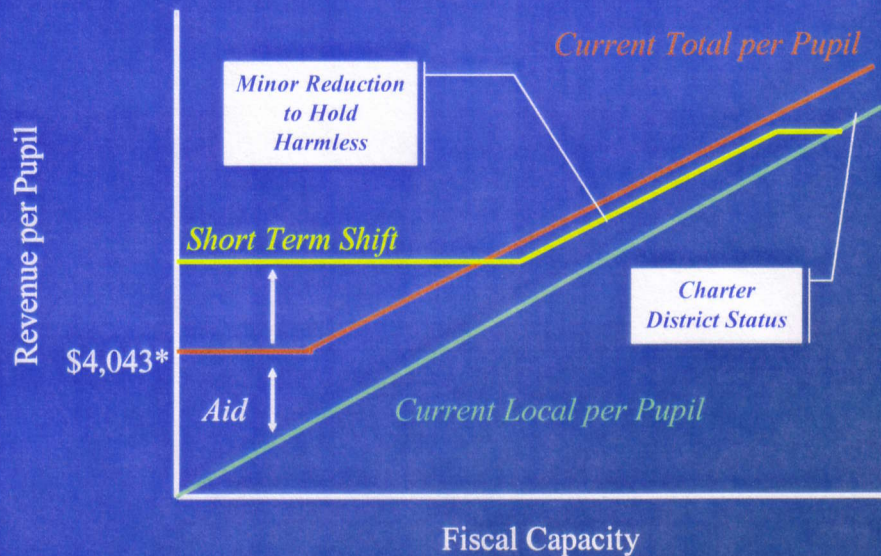 Current Total per Pupil
Minor Reduction
to Hold
Harmless
Revenue per Pupil
Short Term Shift
Charter
District Status
$4,043*
Aid
Current Local per Pupil
Fiscal Capacity